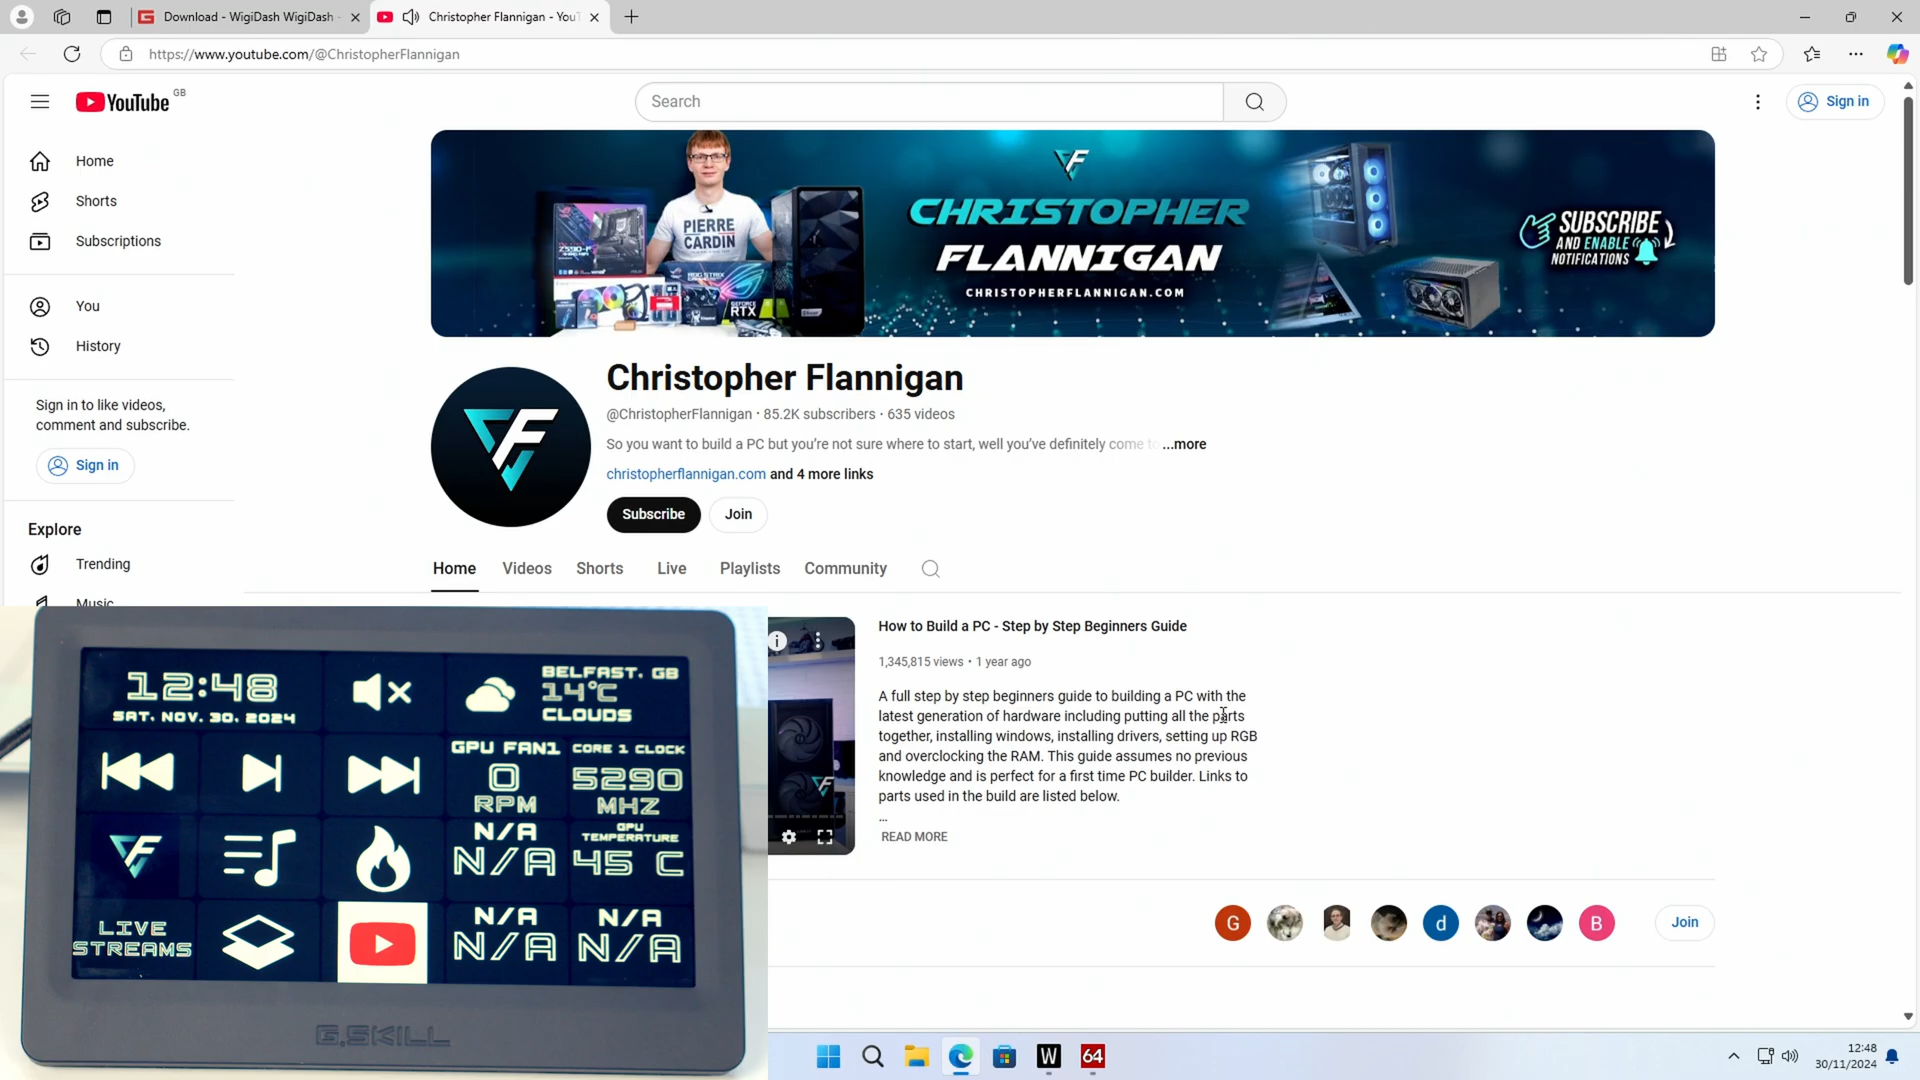 Download - WigiDash WigiDash -
Christopher Flannigan - YouT
https://www.youtube.com/@ChristopherFlannigan
YouTube GB
Search
Sign in
Home
Shorts
Subscriptions
You
History
Sign in to like videos,
comment and subscribe.
Sign in
Explore
Trending
Music
PIERRE
CARDIN
Z590-F
ROG STRIX
GEFORCE
RTX
CHRISTOPHER
FLANNIGAN
CHRISTOPHERFLANNIGAN.COM
SUBSCRIBE
AND ENABLE
NOTIFICATIONS
Christopher Flannigan
@ChristopherFlannigan • 85.2K subscribers • 635 videos
So you want to build a PC but you're not sure where to start, well you've definitely come to ...more
christopherflannigan.com and 4 more links
Subscribe
Join
Home
Videos
Shorts
Live
Playlists
Community
How to Build a PC - Step by Step Beginners Guide
1,345,815 views • 1 year ago
A full step by step beginners guide to building a PC with the
latest generation of hardware including putting all the parts
together, installing windows, installing drivers, setting up RGB
and overclocking the RAM. This guide assumes no previous
knowledge and is perfect for a first time PC builder. Links to
parts used in the build are listed below.
...
READ MORE
G
d
B
Join
12:48
SAT. NOV. 30. 2024
BELFAST. GB
14°C
CLOUDS
GPU FAN1
0
RPM
CORE 1 CLOCK
5290
MHZ
N/A
N/A
GPU
TEMPERATURE
45 C
LIVE
STREAMS
N/A
N/A
N/A
N/A
G.SKILL
W
64
12:48
30/11/2024